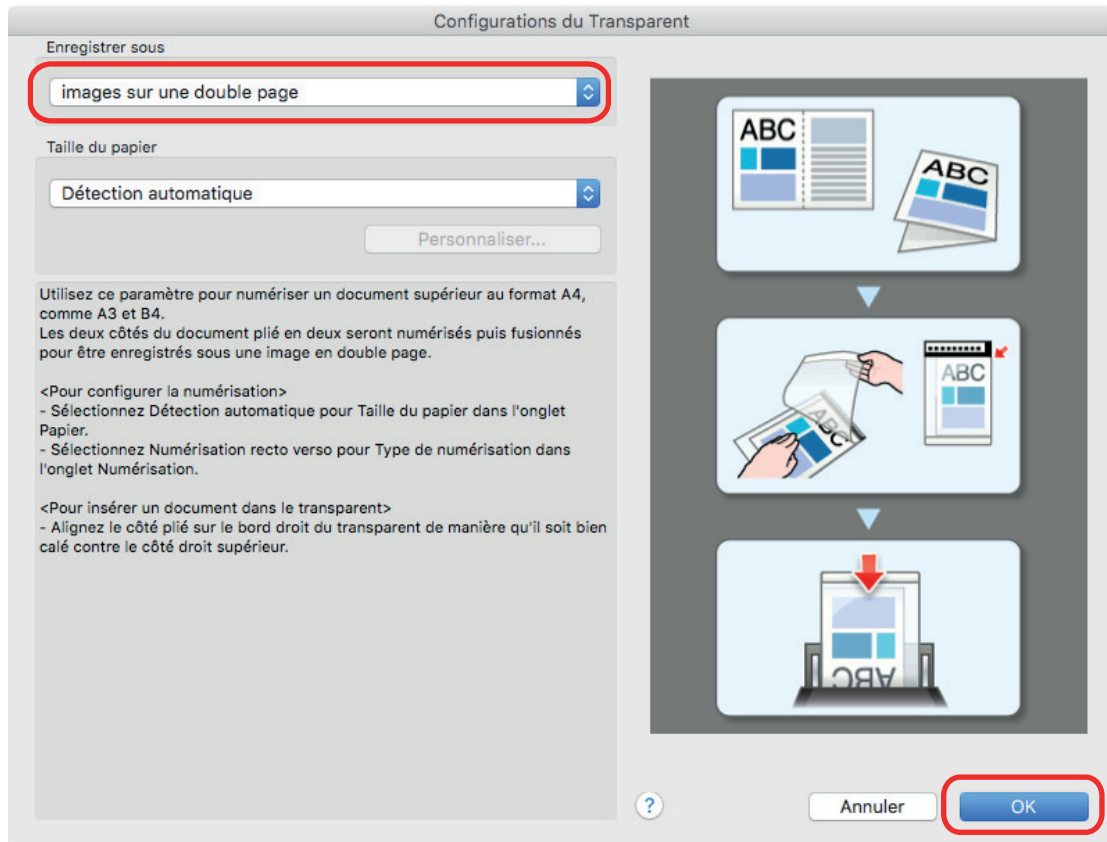 Configurations du Transparent
Enregistrer sous
images sur une double page
Taille du papier
Détection automatique
Personnaliser...
Utilisez ce paramètre pour numériser un document supérieur au format A4,
comme A3 et B4.
Les deux côtés du document plié en deux seront numérisés puis fusionnés
pour être enregistrés sous une image en double page.
<Pour configurer la numérisation>
- Sélectionnez Détection automatique pour Taille du papier dans l'onglet
Papier.
- Sélectionnez Numérisation recto verso pour Type de numérisation dans
l'onglet Numérisation.
<Pour insérer un document dans le transparent>
- Alignez le côté plié sur le bord droit du transparent de manière qu'il soit bien
calé contre le côté droit supérieur.
ABC
ABC
ABC
ABC
ABC
?
Annuler
OK